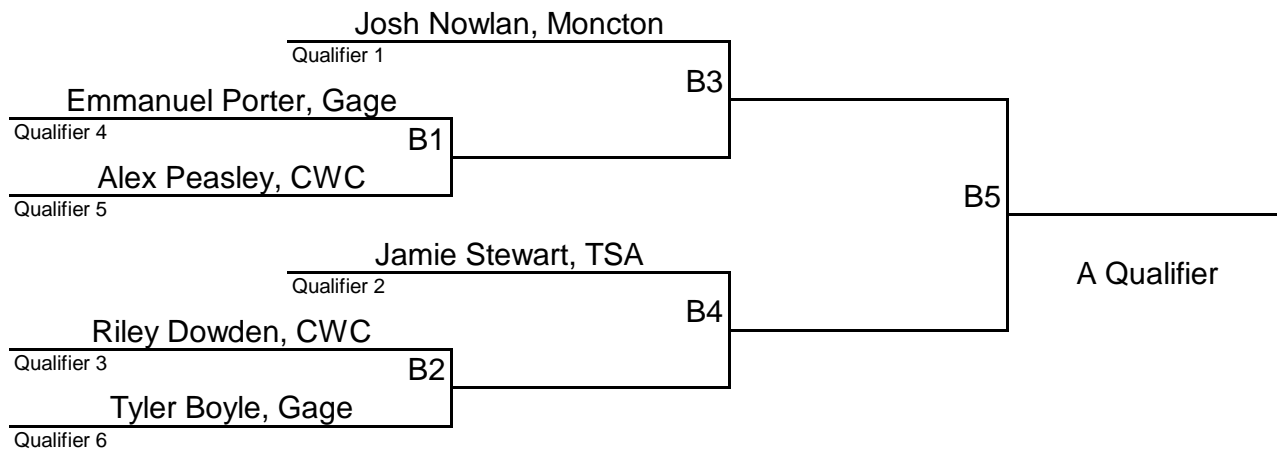 Josh Nowlan, Moncton
Qualifier 1
B3
Emmanuel Porter, Gage
Qualifier 4
B1
Alex Peasley, CWC
Qualifier 5
B5
Jamie Stewart, TSA
Qualifier 2
A Qualifier
B4
Riley Dowden, CWC
Qualifier 3
B2
Tyler Boyle, Gage
Qualifier 6